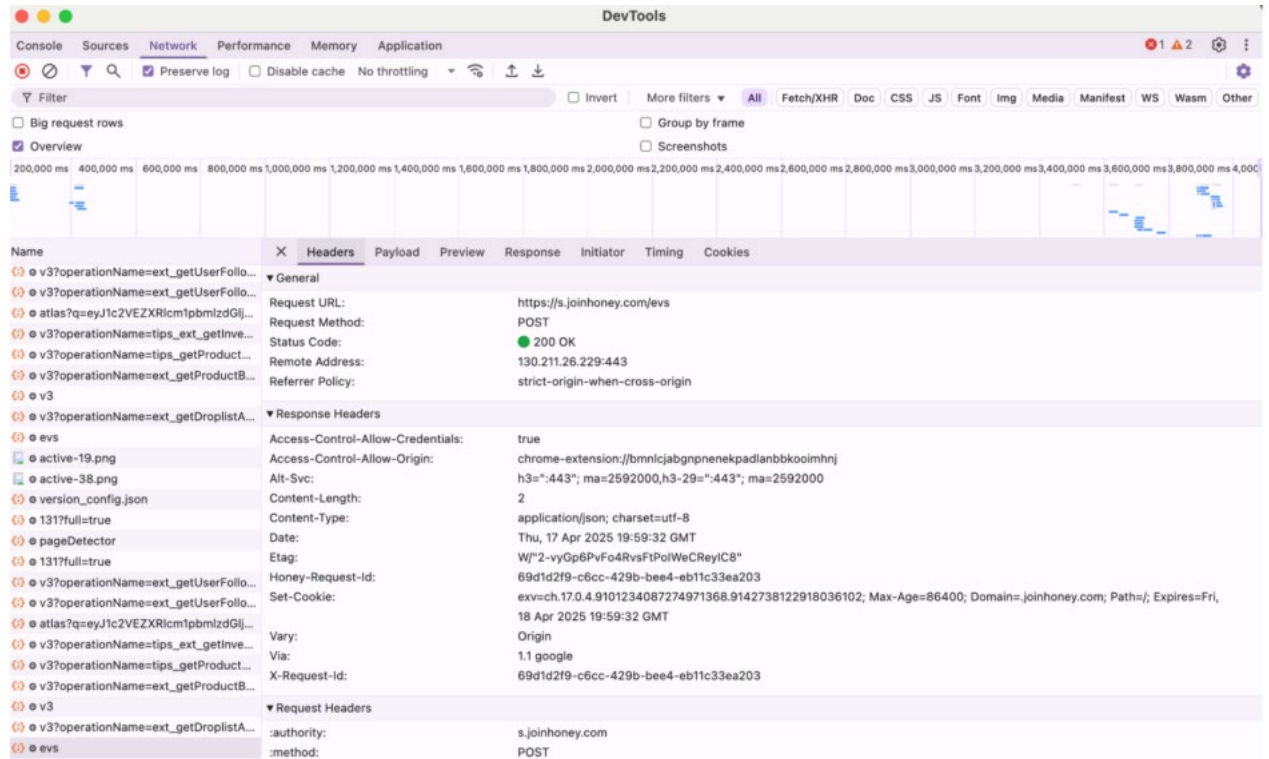 DevTools
Console Sources Network Performance Memory Application 1 2
Preserve log Disable cache No throttling
Filter Invert More filters All Fetch/XHR Doc CSS JS Font Img Media Manifest WS Wasm Other
Big request rows Group by frame
Overview Screenshots
200,000 ms 400,000 ms 600,000 ms 800,000 ms 1,000,000 ms 1,200,000 ms 1,400,000 ms 1,600,000 ms 1,800,000 ms 2,000,000 ms 2,200,000 ms 2,400,000 ms 2,600,000 ms 2,800,000 ms 3,000,000 ms 3,200,000 ms 3,400,000 ms 3,600,000 ms 3,800,000 ms 4,000
Name
v3?operationName=ext_getUserFollo...
v3?operationName=ext_getUserFollo...
atlas?q=eyJ1c2VEZXRlcm1pbmlzdGlj...
v3?operationName=tips_ext_getInve...
v3?operationName=tips_getProduct...
v3?operationName=ext_getProductB...
v3
v3?operationName=ext_getDroplistA...
evs
active-19.png
active-38.png
version_config.json
131?full=true
pageDetector
131?full=true
v3?operationName=ext_getUserFollo...
v3?operationName=ext_getUserFollo...
atlas?q=eyJ1c2VEZXRlcm1pbmlzdGlj...
v3?operationName=tips_ext_getInve...
v3?operationName=tips_getProduct...
v3?operationName=ext_getProductB...
v3
v3?operationName=ext_getDroplistA...
evs
Headers Payload Preview Response Initiator Timing Cookies
General
Request URL: https://s.joinhoney.com/evs
Request Method: POST
Status Code: 200 OK
Remote Address: 130.211.26.229:443
Referrer Policy: strict-origin-when-cross-origin
Response Headers
Access-Control-Allow-Credentials: true
Access-Control-Allow-Origin: chrome-extension://bmnlcjabgnpnenekpadlanbbkooimhnj
Alt-Svc: h3=":443"; ma=2592000,h3-29=":443"; ma=2592000
Content-Length: 2
Content-Type: application/json; charset=utf-8
Date: Thu, 17 Apr 2025 19:59:32 GMT
Etag: W/"2-vyGp6PvFo4RvsFtPoIWeCReyIC8"
Honey-Request-Id: 69d1d2f9-c6cc-429b-bee4-eb11c33ea203
Set-Cookie: exv=ch.17.0.4.9101234087274971368.9142738122918036102; Max-Age=86400; Domain=.joinhoney.com; Path=/; Expires=Fri,
18 Apr 2025 19:59:32 GMT
Vary: Origin
Via: 1.1 google
X-Request-Id: 69d1d2f9-c6cc-429b-bee4-eb11c33ea203
Request Headers
:authority: s.joinhoney.com
:method: POST